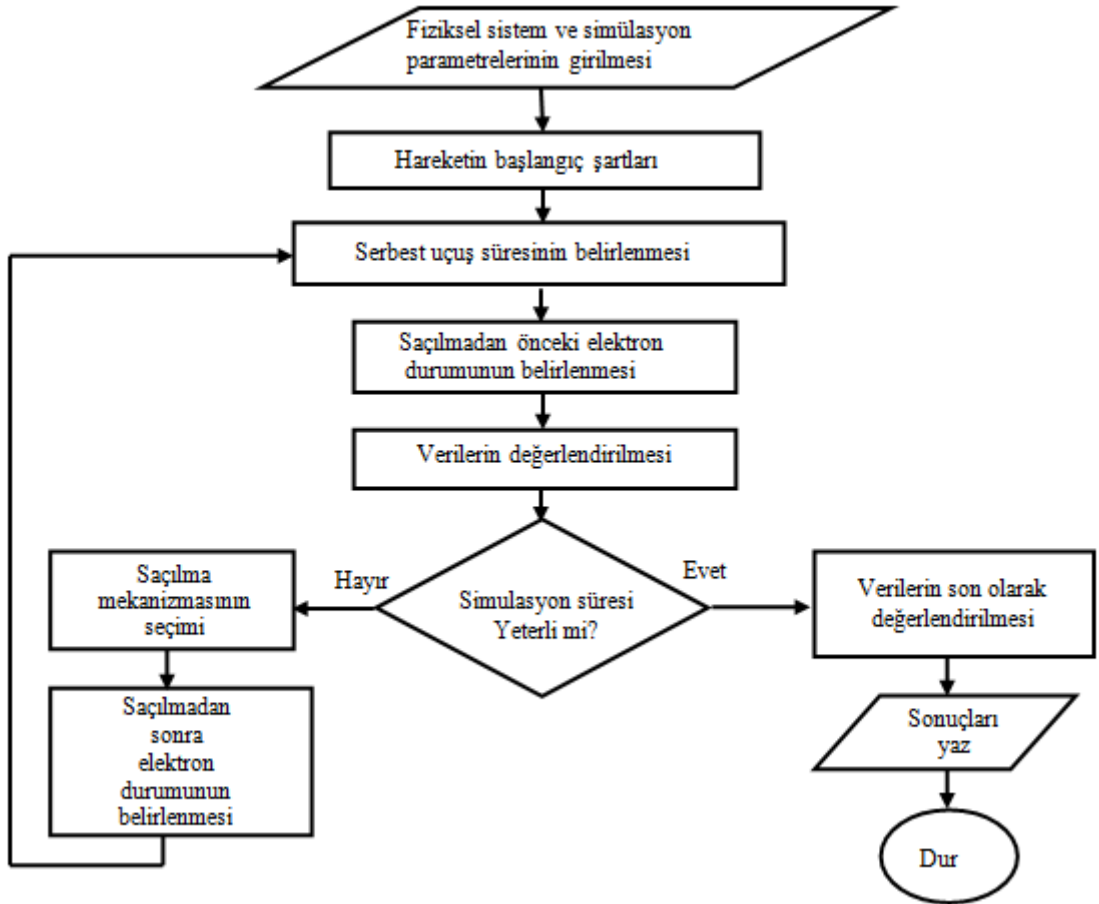 Fiziksel sistem ve simülasyon
parametrelerinin girilmesi
Hareketin başlangıç şartları
Serbest uçuş süresinin belirlenmesi
Saçılmadan önceki elektron
durumunun belirlenmesi
Verilerin değerlendirilmesi
Simulasyon süresi
Yeterli mi?
Hayır
Saçılma
mekanizmasının
seçimi
Saçılmadan
sonra
elektron
durumunun
belirlenmesi
Evet
Verilerin son olarak
değerlendirilmesi
Sonuçları
yaz
Dur